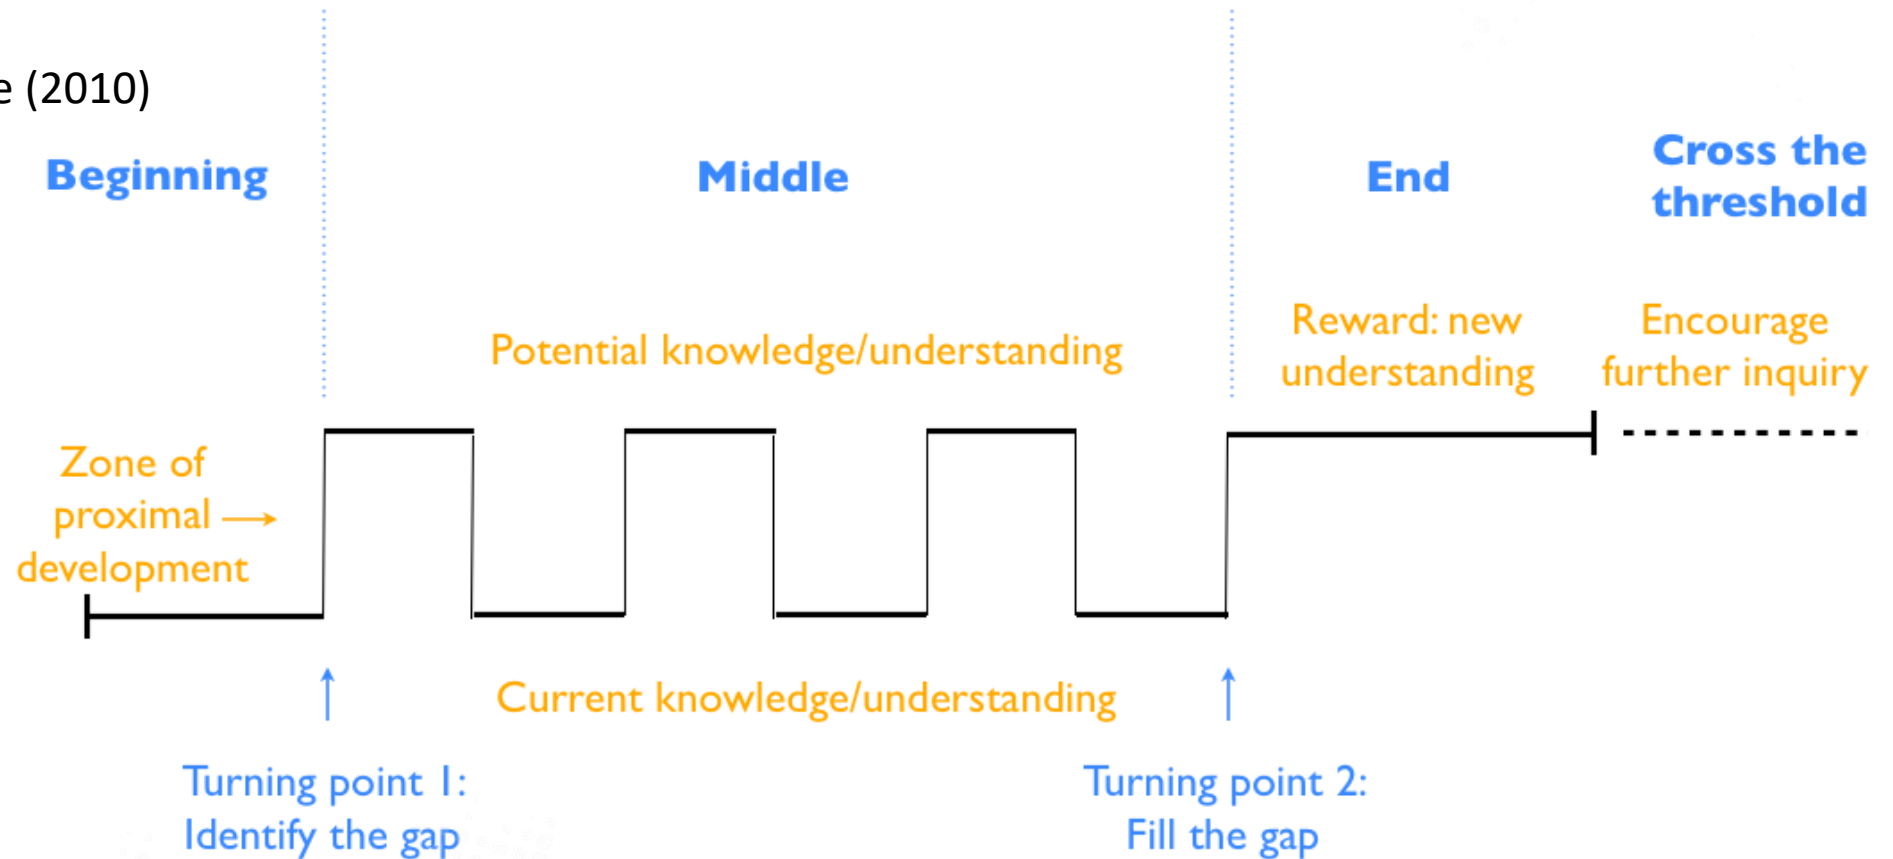 e (2010)
Beginning
Middle
End
Cross the
threshold
Potential knowledge/understanding
Reward: new
understanding
Encourage
further inquiry
Zone of
proximal
development
Current knowledge/understanding
Turning point 1:
Identify the gap
Turning point 2:
Fill the gap